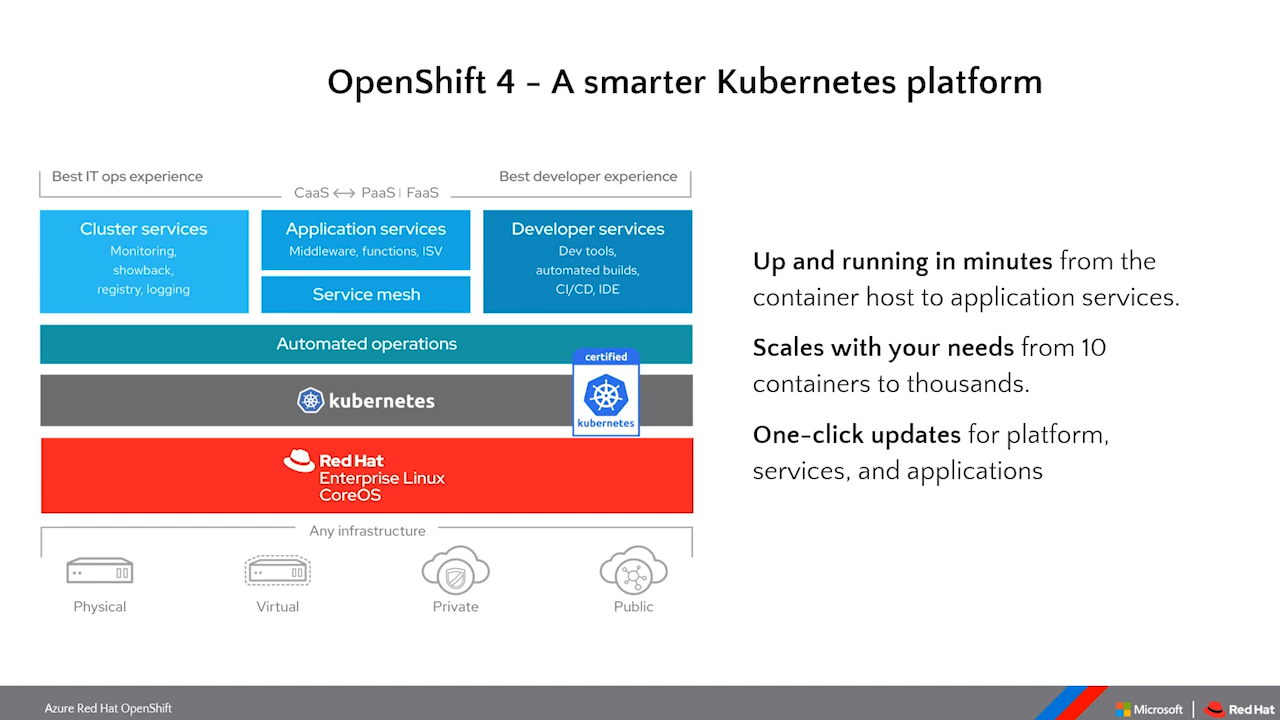 OpenShift 4 – A smarter Kubernetes platform
Best IT ops experience
Best developer experience
CaaS ⟷ PaaS | FaaS
Cluster services
Monitoring,
showback,
registry, logging
Application services
Middleware, functions, ISV
Service mesh
Developer services
Dev tools,
automated builds,
CI/CD, IDE
Automated operations
kubernetes
certified
kubernetes
Red Hat
Enterprise Linux
CoreOS
Any infrastructure
Physical
Virtual
Private
Public
Up and running in minutes from the
container host to application services.
Scales with your needs from 10
containers to thousands.
One-click updates for platform,
services, and applications
Azure Red Hat OpenShift
Microsoft | Red Hat